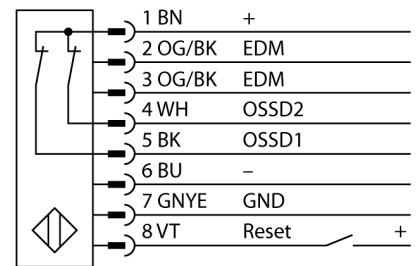 1 BN +
2 OG/BK EDM
3 OG/BK EDM
4 WH OSSD2
5 BK OSSD1
6 BU –
7 GNYE GND
8 VT Reset +